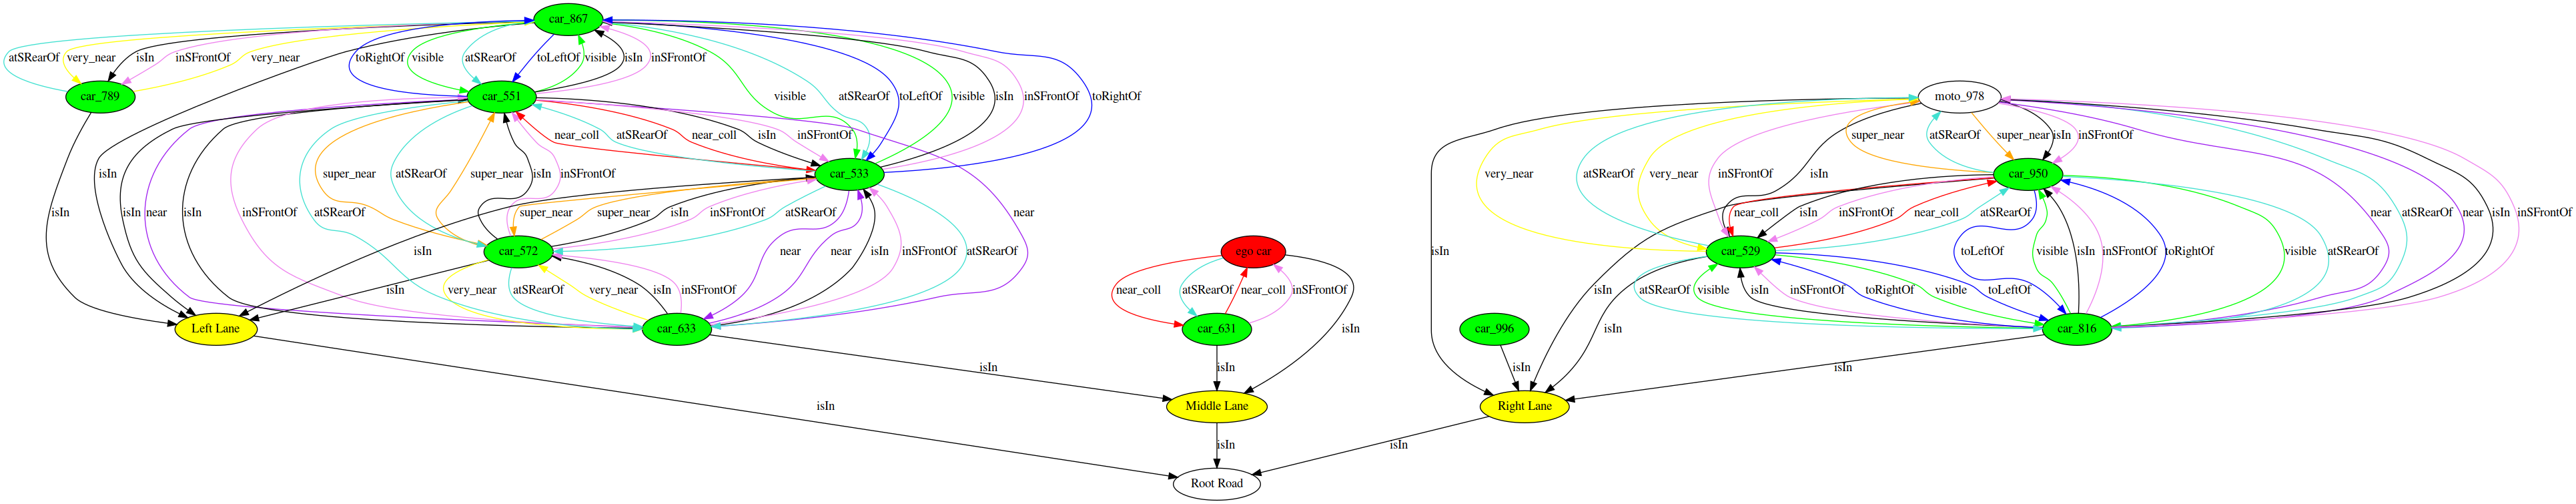 car_867
atSRearOf very_near isIn inSFrontOf very_near toRightOf visible atSRearOf toLeftOf visible isIn inSFrontOf
car_789 car_551 visible atSRearOf toLeftOf visible isIn inSFrontOf toRightOf moto_978
near_coll atSRearOf near_coll isIn inSFrontOf super_near atSRearOf super_near isIn inSFrontOf
isIn super_near atSRearOf super_near isIn inSFrontOf car_533 very_near atSRearOf very_near inSFrontOf isIn car_950
isIn isIn near isIn inSFrontOf atSRearOf super_near super_near isIn inSFrontOf atSRearOf near near_coll isIn inSFrontOf near_coll atSRearOf near atSRearOf near isIn inSFrontOf
isIn car_572 near near isIn inSFrontOf atSRearOf ego car isIn car_529 toLeftOf visible isIn inSFrontOf toRightOf visible atSRearOf
isIn very_near atSRearOf very_near isIn inSFrontOf near_coll atSRearOf near_coll inSFrontOf isIn atSRearOf visible isIn inSFrontOf toRightOf visible toLeftOf
Left Lane car_633 car_631 isIn car_996 isIn car_816
isIn isIn isIn isIn
isIn Middle Lane Right Lane
isIn isIn
Root Road